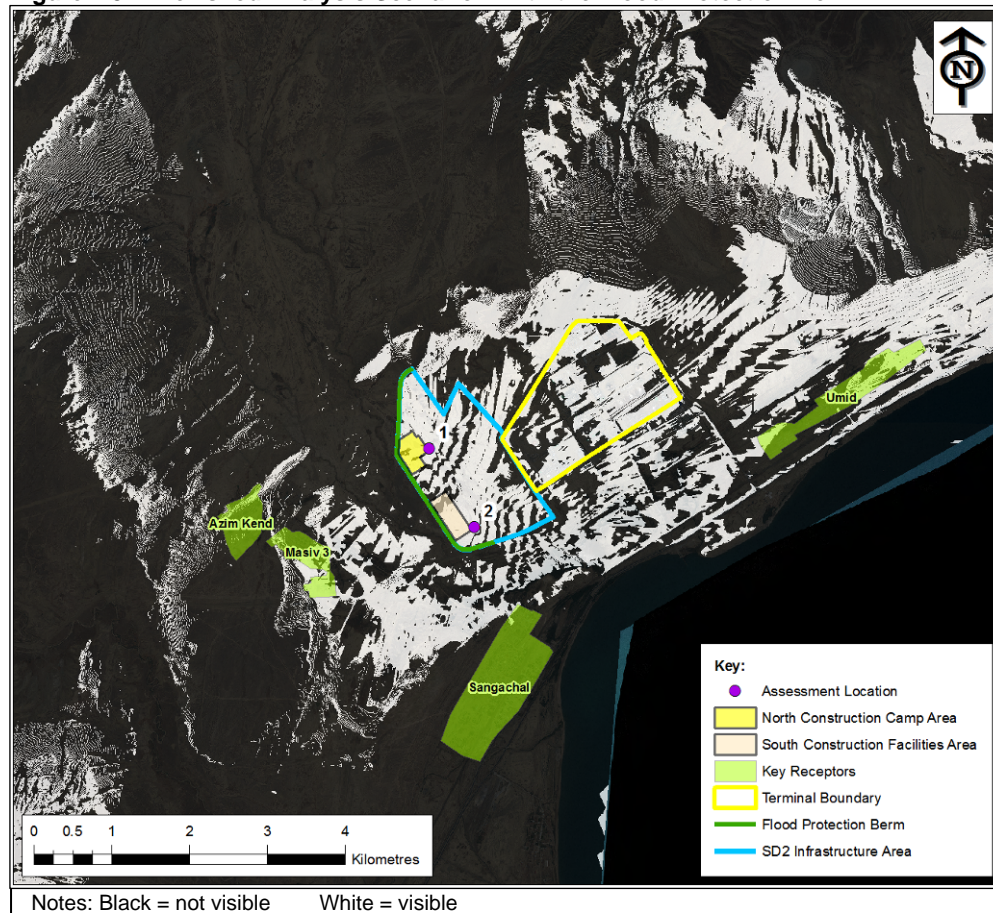 N
1
2
Umid
Azim Kend
Masiv 3
Sangachal
Key:
Assessment Location
North Construction Camp Area
South Construction Facilities Area
Key Receptors
Terminal Boundary
Flood Protection Berm
SD2 Infrastructure Area
0 0.5 1 2 3 4
Kilometres
Notes: Black = not visible White = visible